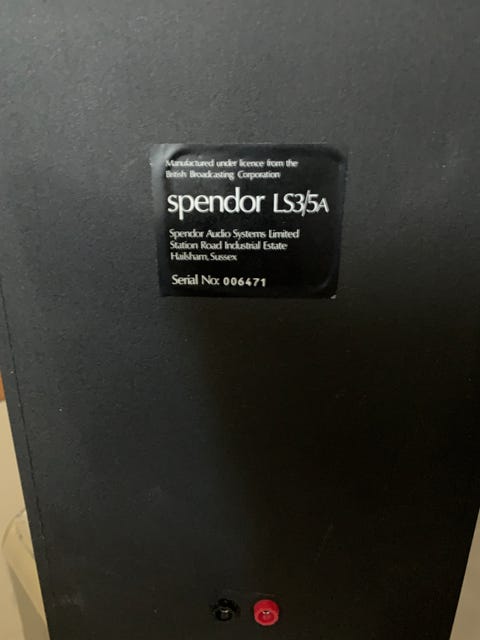 Manufactured under licence from the
British Broadcasting Corporation
spendor LS3/5A
Spendor Audio Systems Limited
Station Road Industrial Estate
Hailsham, Sussex
Serial No: 006471